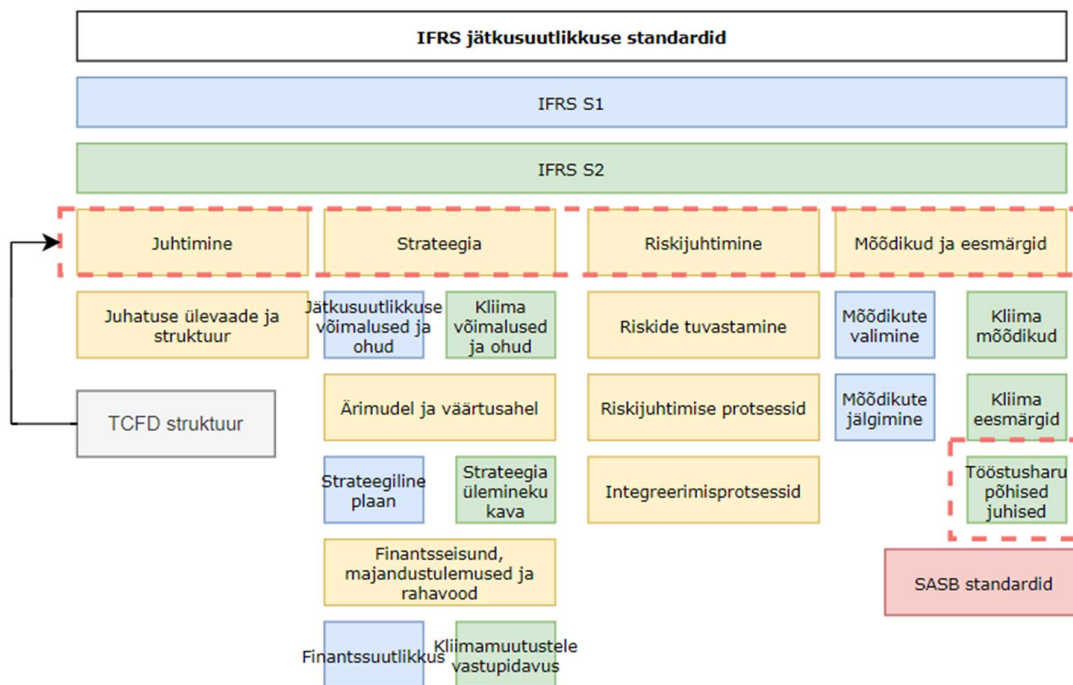 IFRS jätkusuutlikkuse standardid
IFRS S1
IFRS S2
Juhtimine
Strateegia
Riskijuhtimine
Mõõdikud ja eesmärgid
Juhatuse ülevaade ja
struktuur
Jätkusuutlikkuse
võimalused ja
ohud
Kliima
võimalused
ja ohud
Riskide tuvastamine
Mõõdikute
valimine
Kliima
mõõdikud
TCFD struktuur
Ärimudel ja väärtusahel
Riskijuhtimise protsessid
Mõõdikute
jälgimine
Kliima
eesmärgid
Strateegiline
plaan
Strateegia
ülemineku
kava
Integreerimisprotsessid
Tööstusharu
põhised
juhised
Finantsseisund,
majandustulemused ja
rahavood
SASB standardid
Finantssuutlikkus
Kliimamuutustele
vastupidavus